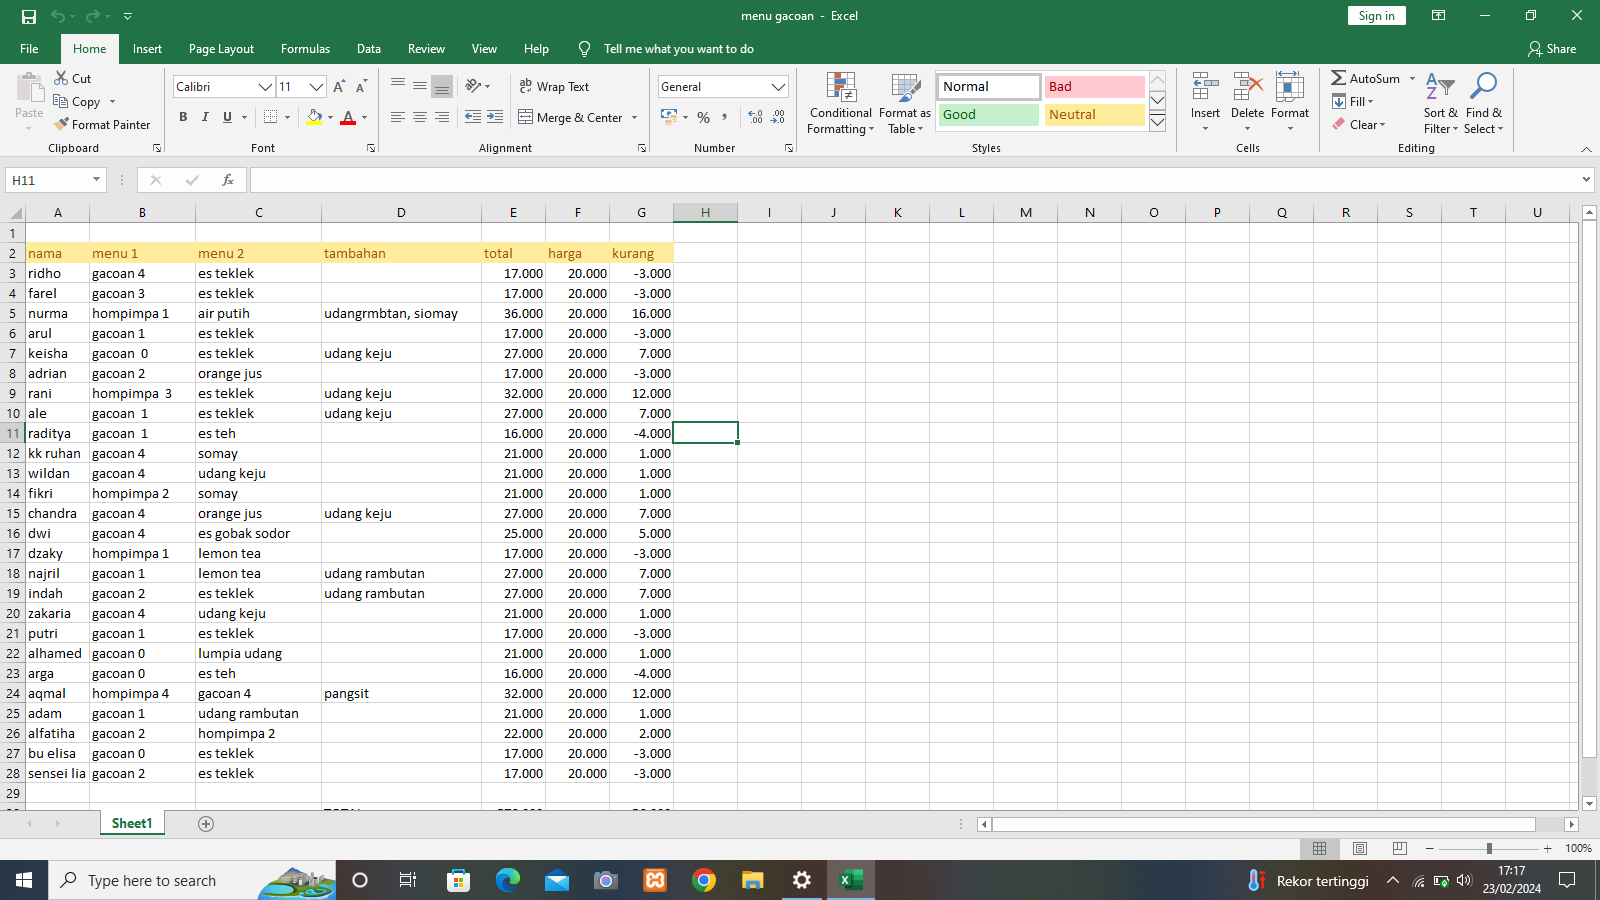 menu gacoan - Excel
Sign in
File Home Insert Page Layout Formulas Data Review View Help Tell me what you want to do Share
Paste
Cut
Copy
Format Painter
Clipboard
Calibri 11
B I U
Font
Wrap Text
Merge & Center
Alignment
General
Number
Conditional Formatting
Format as Table
Normal Bad
Good Neutral
Styles
Insert Delete Format
Cells
AutoSum
Fill
Clear
Sort & Filter
Find & Select
Editing
H11
fx
A B C D E F G H I J K L M N O P Q R S T U
1
2 nama menu 1 menu 2 tambahan total harga kurang
3 ridho gacoan 4 es teklek 17.000 20.000 -3.000
4 farel gacoan 3 es teklek 17.000 20.000 -3.000
5 nurma hompimpa 1 air putih udangrmbtan, siomay 36.000 20.000 16.000
6 arul gacoan 1 es teklek 17.000 20.000 -3.000
7 keisha gacoan  0 es teklek udang keju 27.000 20.000 7.000
8 adrian gacoan 2 orange jus 17.000 20.000 -3.000
9 rani hompimpa  3 es teklek udang keju 32.000 20.000 12.000
10 ale gacoan  1 es teklek udang keju 27.000 20.000 7.000
11 raditya gacoan  1 es teh 16.000 20.000 -4.000
12 kk ruhan gacoan 4 somay 21.000 20.000 1.000
13 wildan gacoan 4 udang keju 21.000 20.000 1.000
14 fikri hompimpa 2 somay 21.000 20.000 1.000
15 chandra gacoan 4 orange jus udang keju 27.000 20.000 7.000
16 dwi gacoan 4 es gobak sodor 25.000 20.000 5.000
17 dzaky hompimpa 1 lemon tea 17.000 20.000 -3.000
18 najril gacoan 1 lemon tea udang rambutan 27.000 20.000 7.000
19 indah gacoan 2 es teklek udang rambutan 27.000 20.000 7.000
20 zakaria gacoan 4 udang keju 21.000 20.000 1.000
21 putri gacoan 1 es teklek 17.000 20.000 -3.000
22 alhamed gacoan 0 lumpia udang 21.000 20.000 1.000
23 arga gacoan 0 es teh 16.000 20.000 -4.000
24 aqmal hompimpa 4 gacoan 4 pangsit 32.000 20.000 12.000
25 adam gacoan 1 udang rambutan 21.000 20.000 1.000
26 alfatiha gacoan 2 hompimpa 2 22.000 20.000 2.000
27 bu elisa gacoan 0 es teklek 17.000 20.000 -3.000
28 sensei lia gacoan 2 es teklek 17.000 20.000 -3.000
29
Sheet1
100%
Type here to search
Rekor tertinggi
17:17
23/02/2024